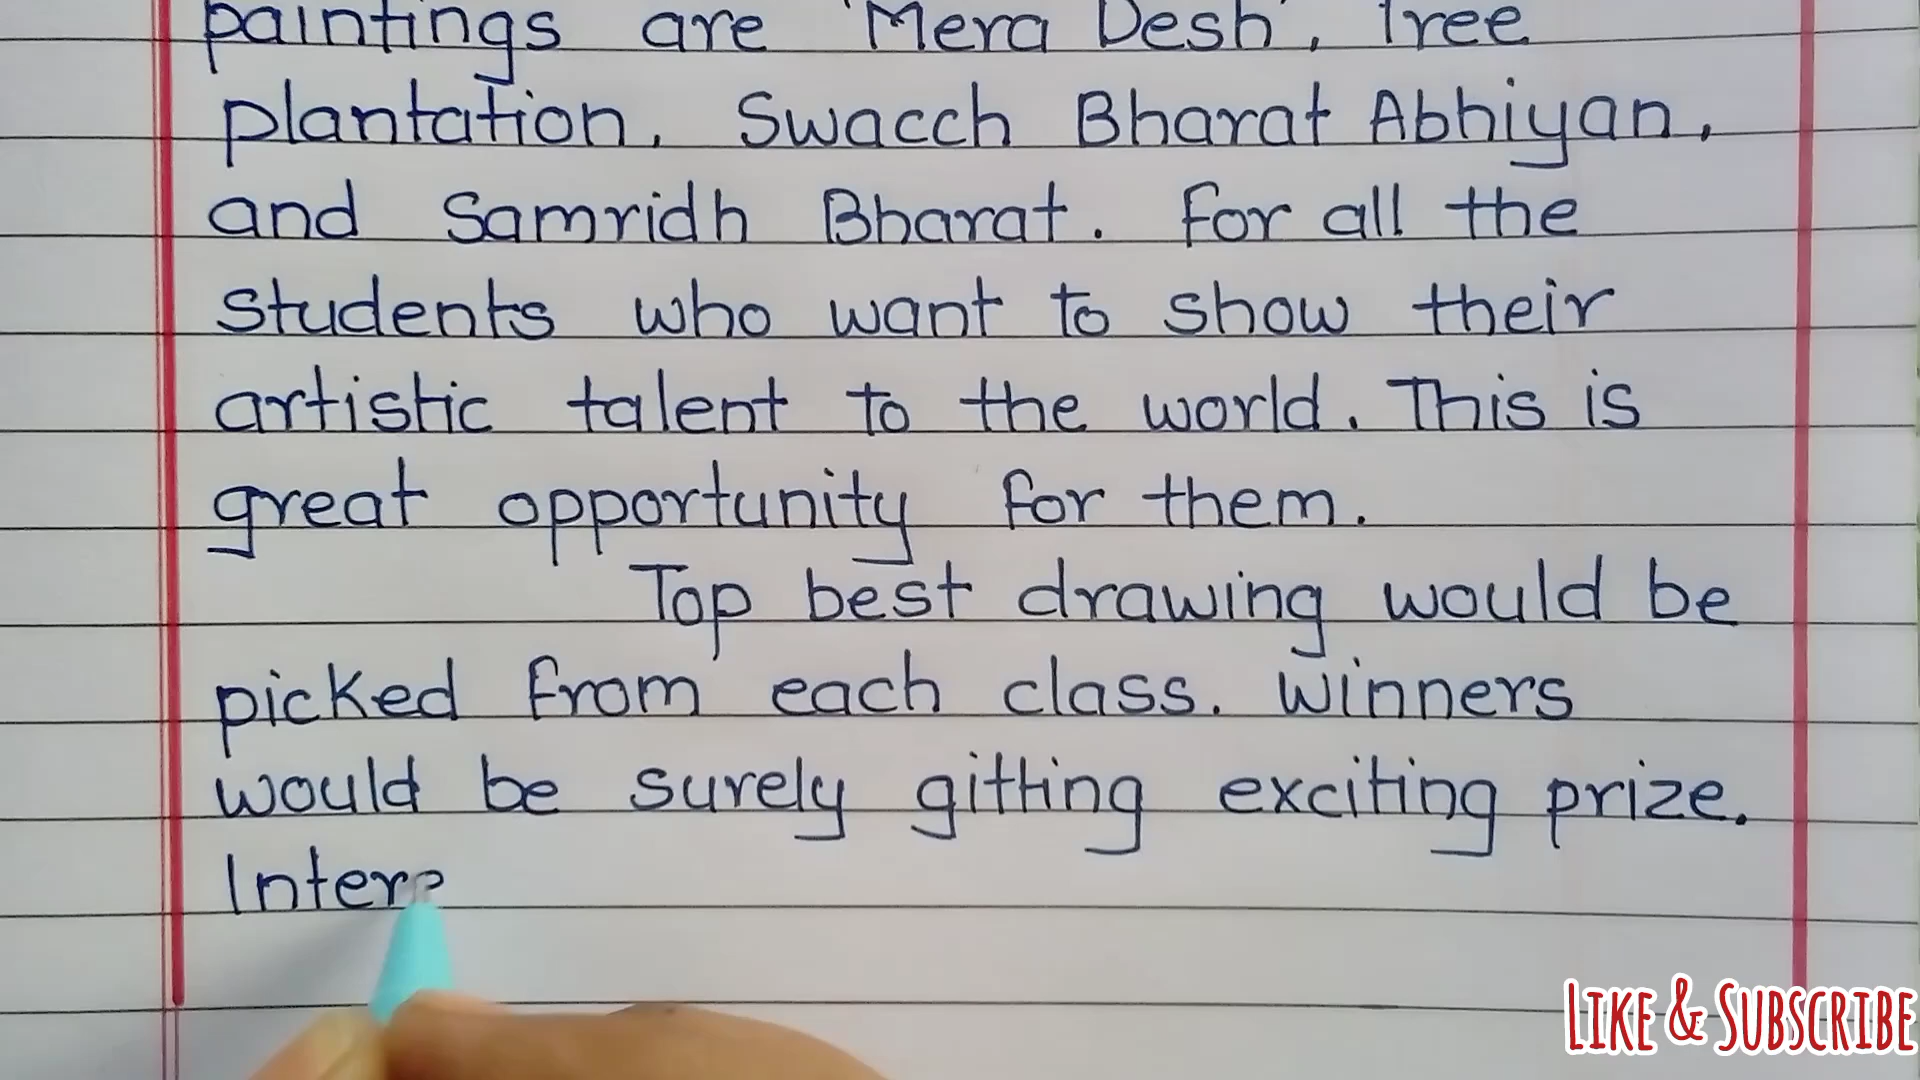 paintings are 'Mera Desh', Tree
plantation, Swacch Bharat Abhiyan,
and Samridh Bharat. For all the
students who want to show their
artistic talent to the world. This is
great opportunity for them.
Top best drawing would be
picked from each class. Winners
would be surely gitting exciting prize.
Intere
LIKE & SUBSCRIBE